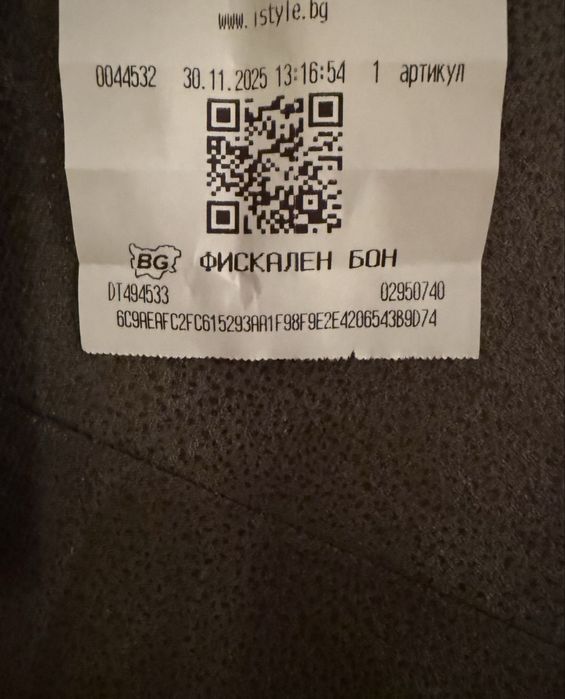 www.istyle.bg
0044532 30.11.2025 13:16:54 1 артикул
BG ФИСКАЛЕН БОН
DT494533 02950740
6C9AEAFC2FC615293AA1F98F9E2E4206543B9D74